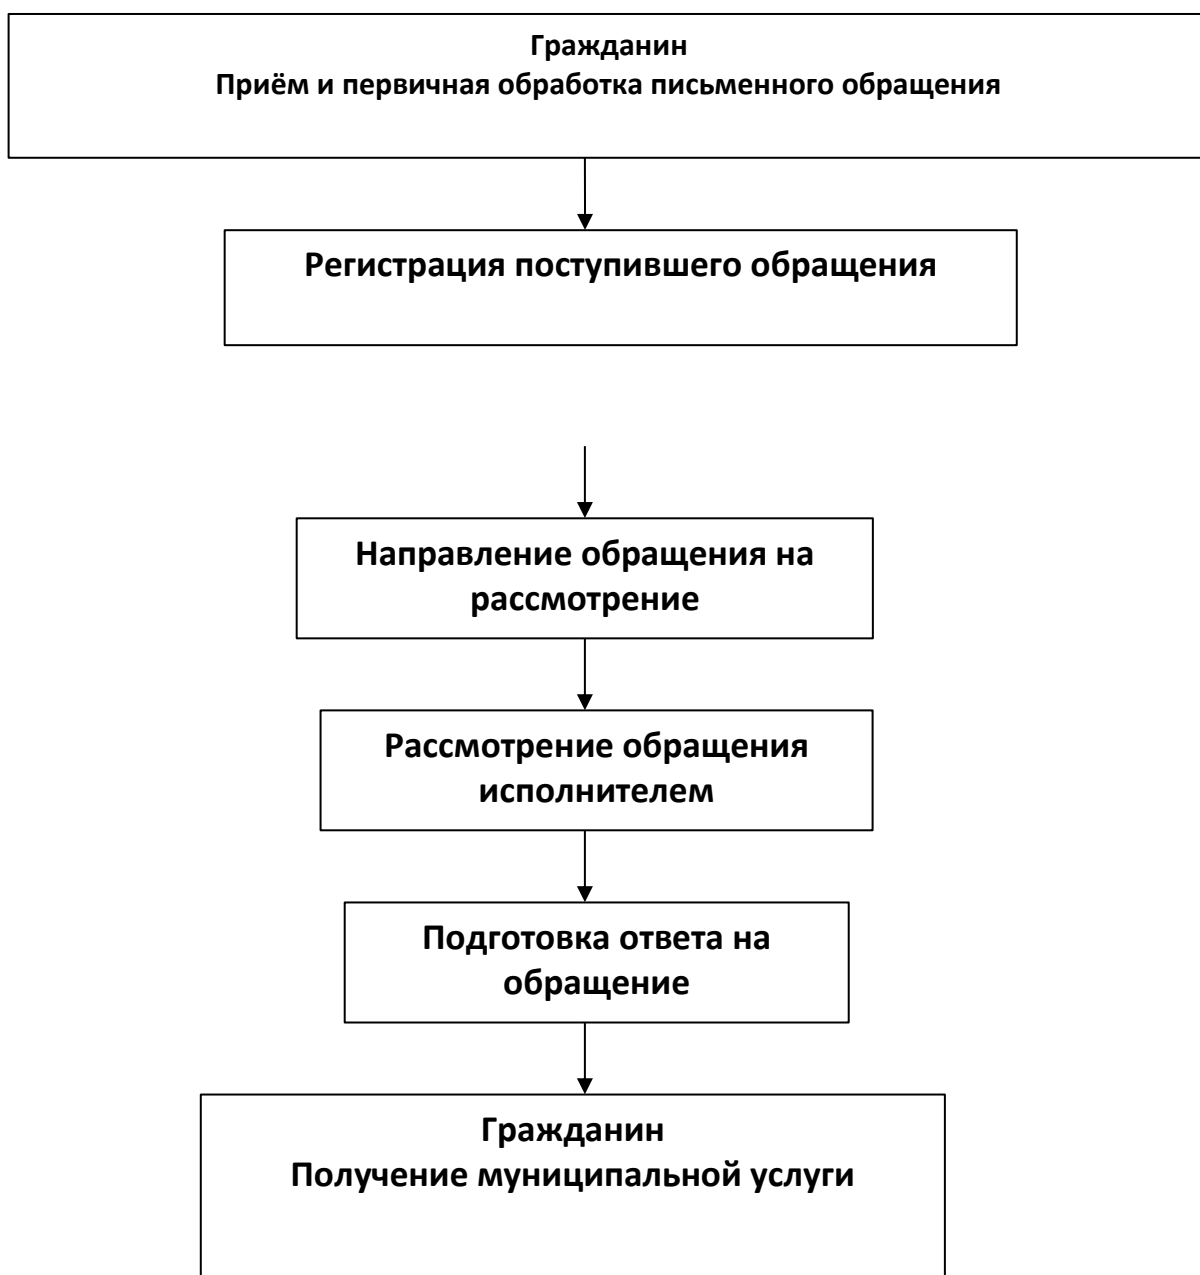 Гражданин
Приём и первичная обработка письменного обращения
Регистрация поступившего обращения
Направление обращения на
рассмотрение
Рассмотрение обращения
исполнителем
Подготовка ответа на
обращение
Гражданин
Получение муниципальной услуги